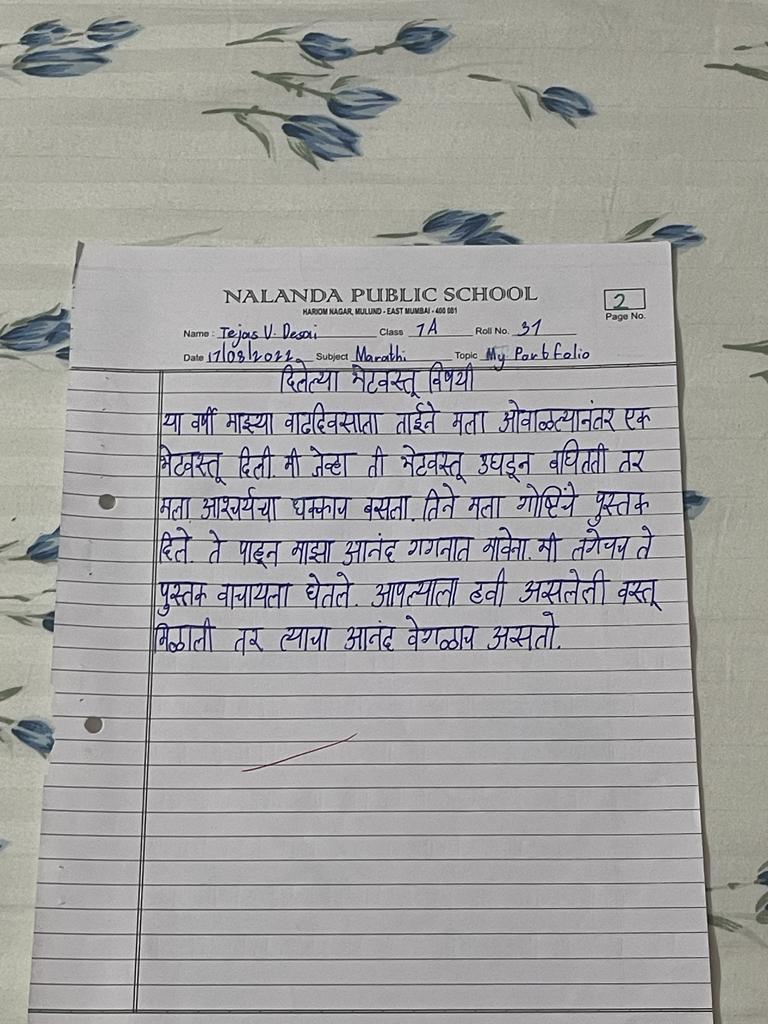 NALANDA PUBLIC SCHOOL
HARIOM NAGAR, MULUND - EAST MUMBAI - 400 081
2
Page No.
Name : Tejas V. Desai Class 7A Roll No. 31
Date 17/08/2022 Subject Marathi Topic My Portfolio
दिलेल्या भेटवस्तू विषयी
या वर्षी माझ्या वाढदिवसाला ताईने मला ओवाळल्यानंतर एक
भेटवस्तू दिली. मी जेव्हा ती भेटवस्तू उघडून बघितली तर
मला आश्चर्यचा धक्काच बसला. तिने मला गोष्टिंचे पुस्तक
दिले. ते पाहून माझा आनंद गगनात मावेना. मी लगेचच ते
पुस्तक वाचायला घेतले. आपल्याला हवी असलेली वस्तू
मिळाली तर त्याचा आनंद वेगळाच असतो.